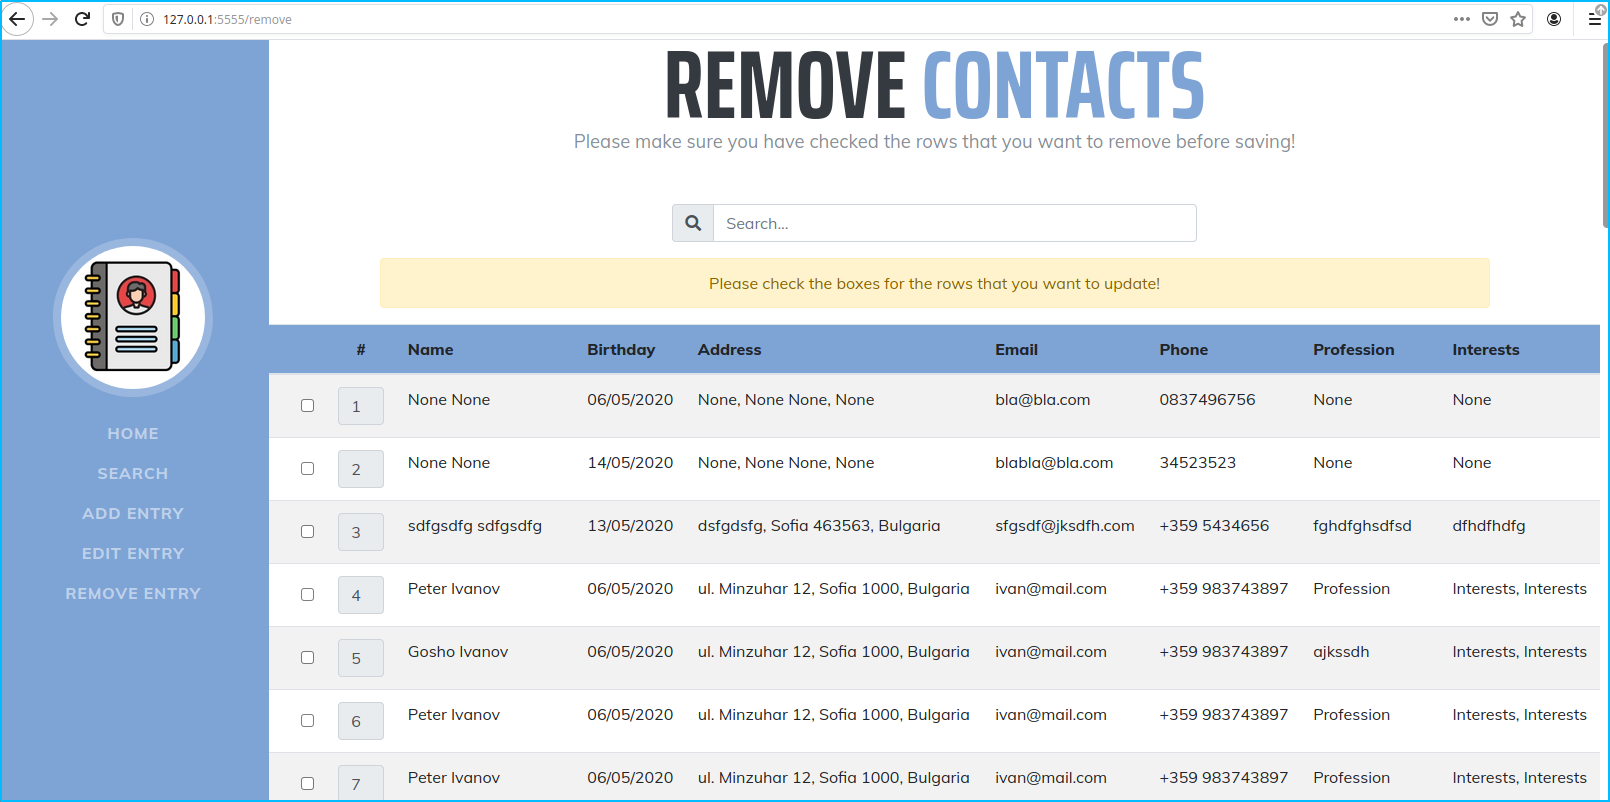 127.0.0.1:5555/remove
REMOVE CONTACTS
Please make sure you have checked the rows that you want to remove before saving!
Search...
Please check the boxes for the rows that you want to update!
HOME
SEARCH
ADD ENTRY
EDIT ENTRY
REMOVE ENTRY
# Name Birthday Address Email Phone Profession Interests
1 None None 06/05/2020 None, None None, None bla@bla.com 0837496756 None None
2 None None 14/05/2020 None, None None, None blabla@bla.com 34523523 None None
3 sdfgsdfg sdfgsdfg 13/05/2020 dsfgdsfg, Sofia 463563, Bulgaria sfgsdf@jksdfh.com +359 5434656 fghdfghsdfsd dfhdfhdfg
4 Peter Ivanov 06/05/2020 ul. Minzuhar 12, Sofia 1000, Bulgaria ivan@mail.com +359 983743897 Profession Interests, Interests
5 Gosho Ivanov 06/05/2020 ul. Minzuhar 12, Sofia 1000, Bulgaria ivan@mail.com +359 983743897 ajkssdh Interests, Interests
6 Peter Ivanov 06/05/2020 ul. Minzuhar 12, Sofia 1000, Bulgaria ivan@mail.com +359 983743897 Profession Interests, Interests
7 Peter Ivanov 06/05/2020 ul. Minzuhar 12, Sofia 1000, Bulgaria ivan@mail.com +359 983743897 Profession Interests, Interests